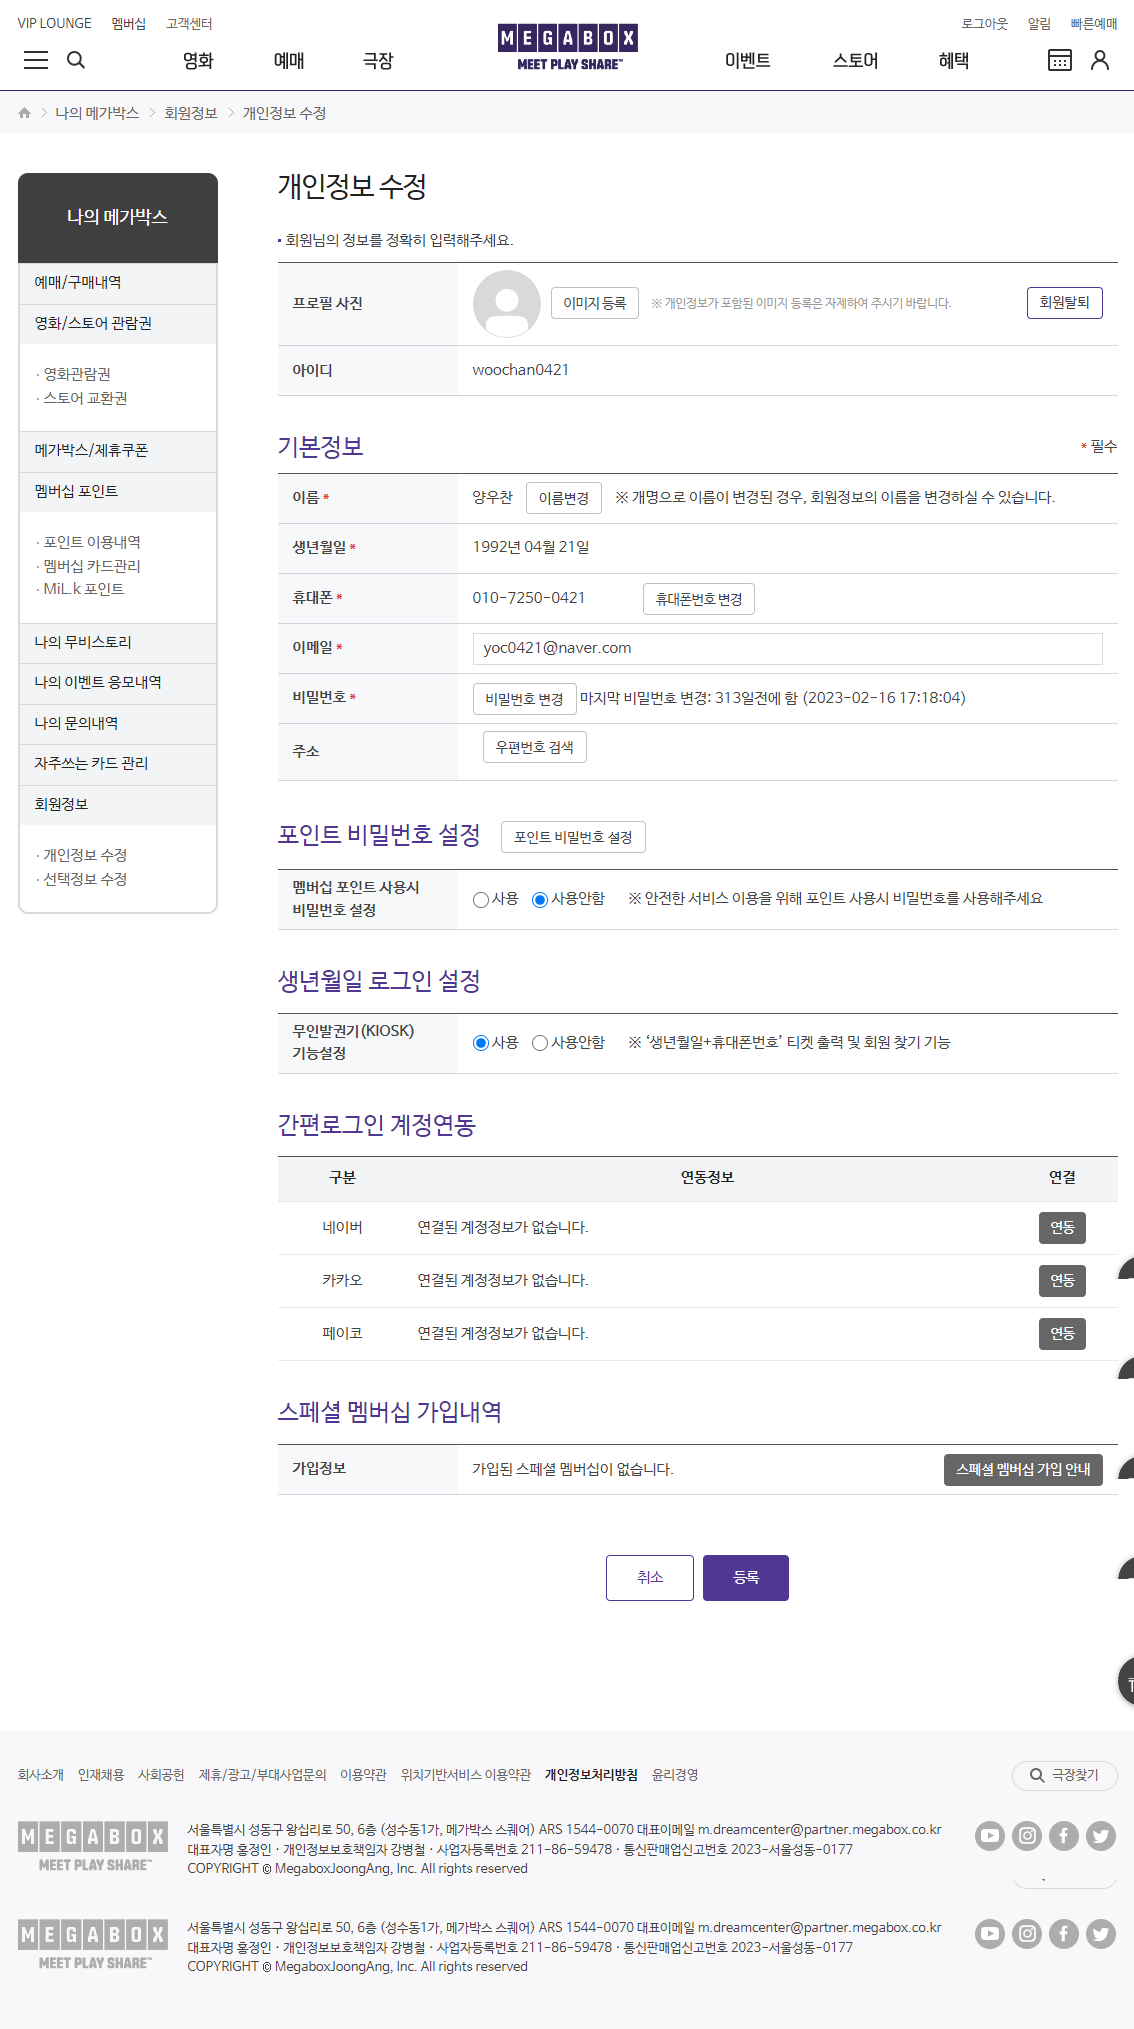 VIP LOUNGE 멤버십 고객센터
로그아웃 알림 빠른예매
영화 예매 극장
MEGABOX
MEET PLAY SHARE™
이벤트 스토어 혜택
나의 메가박스 > 회원정보 > 개인정보 수정
나의 메가박스
예매/구매내역
영화/스토어 관람권
· 영화관람권
· 스토어 교환권
메가박스/제휴쿠폰
멤버십 포인트
· 포인트 이용내역
· 멤버십 카드관리
· MiL.k 포인트
나의 무비스토리
나의 이벤트 응모내역
나의 문의내역
자주쓰는 카드 관리
회원정보
· 개인정보 수정
· 선택정보 수정
개인정보 수정
회원님의 정보를 정확히 입력해주세요.
프로필 사진 이미지 등록 ※ 개인정보가 포함된 이미지 등록은 자제하여 주시기 바랍니다. 회원탈퇴
아이디 woochan0421
기본정보 * 필수
이름 * 양우찬 이름변경 ※ 개명으로 이름이 변경된 경우, 회원정보의 이름을 변경하실 수 있습니다.
생년월일 * 1992년 04월 21일
휴대폰 * 010-7250-0421 휴대폰번호 변경
이메일 * yoc0421@naver.com
비밀번호 * 비밀번호 변경 마지막 비밀번호 변경: 313일전에 함 (2023-02-16 17:18:04)
주소 우편번호 검색
포인트 비밀번호 설정 포인트 비밀번호 설정
멤버십 포인트 사용시
비밀번호 설정
사용 사용안함 ※ 안전한 서비스 이용을 위해 포인트 사용시 비밀번호를 사용해주세요
생년월일 로그인 설정
무인발권기(KIOSK)
기능설정
사용 사용안함 ※ ‘생년월일+휴대폰번호’ 티켓 출력 및 회원 찾기 기능
간편로그인 계정연동
구분 연동정보 연결
네이버 연결된 계정정보가 없습니다. 연동
카카오 연결된 계정정보가 없습니다. 연동
페이코 연결된 계정정보가 없습니다. 연동
스페셜 멤버십 가입내역
가입정보 가입된 스페셜 멤버십이 없습니다. 스페셜 멤버십 가입 안내
취소 등록
회사소개 인재채용 사회공헌 제휴/광고/부대사업문의 이용약관 위치기반서비스 이용약관 개인정보처리방침 윤리경영
극장찾기
MEGABOX
MEET PLAY SHARE™
서울특별시 성동구 왕십리로 50, 6층 (성수동1가, 메가박스 스퀘어) ARS 1544-0070 대표이메일 m.dreamcenter@partner.megabox.co.kr
대표자명 홍정인 · 개인정보보호책임자 강병철 · 사업자등록번호 211-86-59478 · 통신판매업신고번호 2023-서울성동-0177
COPYRIGHT © MegaboxJoongAng, Inc. All rights reserved
MEGABOX
MEET PLAY SHARE™
서울특별시 성동구 왕십리로 50, 6층 (성수동1가, 메가박스 스퀘어) ARS 1544-0070 대표이메일 m.dreamcenter@partner.megabox.co.kr
대표자명 홍정인 · 개인정보보호책임자 강병철 · 사업자등록번호 211-86-59478 · 통신판매업신고번호 2023-서울성동-0177
COPYRIGHT © MegaboxJoongAng, Inc. All rights reserved